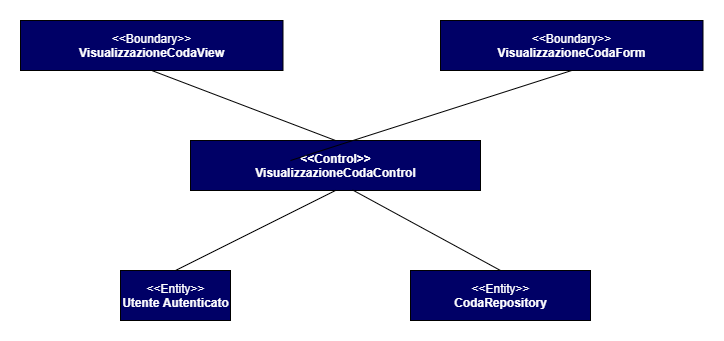 <<Boundary>>
VisualizzazioneCodaView
<<Boundary>>
VisualizzazioneCodaForm
<<Control>>
VisualizzazioneCodaControl
<<Entity>>
Utente Autenticato
<<Entity>>
CodaRepository